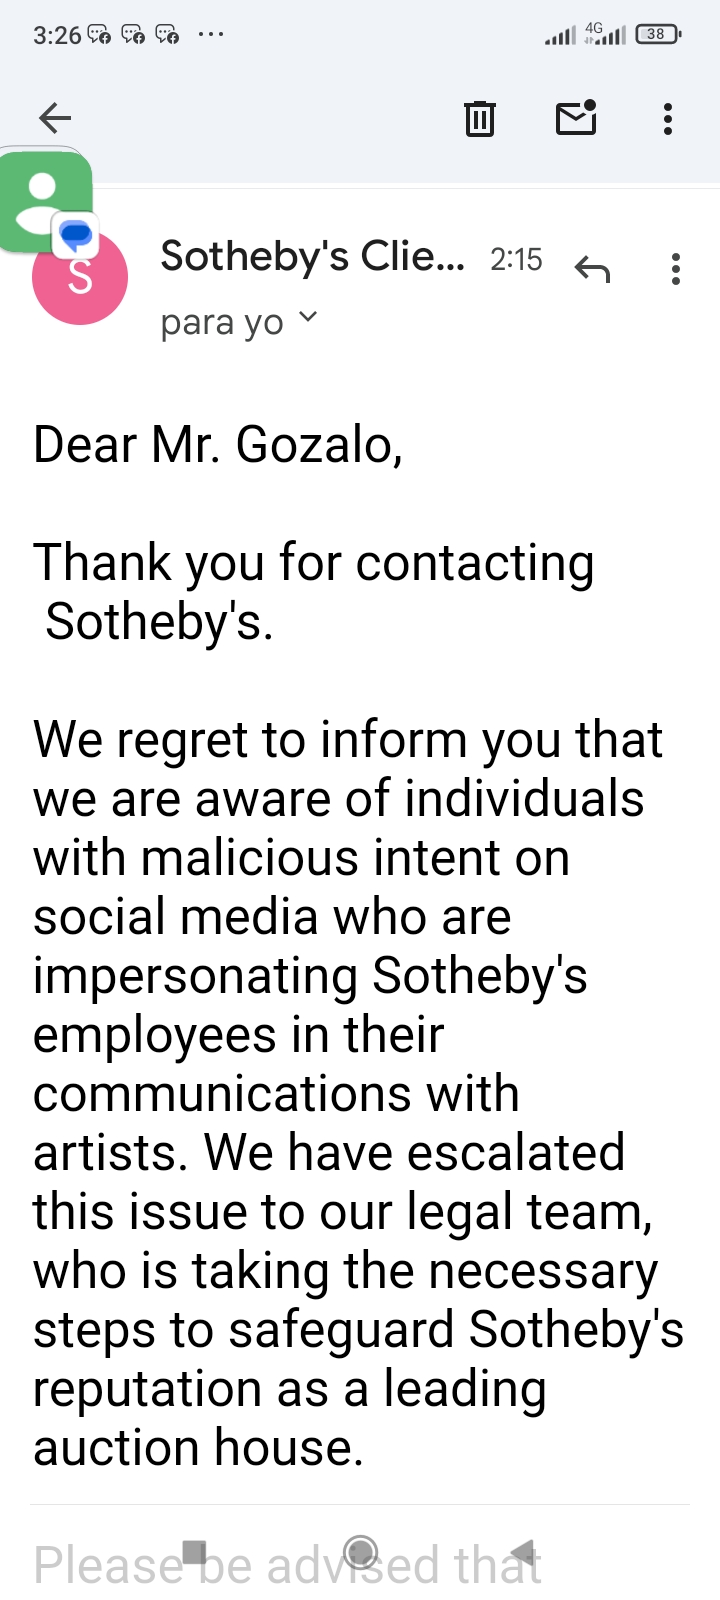 3:26 ... 4G 38
S Sotheby's Clie... 2:15
para yo
Dear Mr. Gozalo,
Thank you for contacting
Sotheby's.
We regret to inform you that
we are aware of individuals
with malicious intent on
social media who are
impersonating Sotheby's
employees in their
communications with
artists. We have escalated
this issue to our legal team,
who is taking the necessary
steps to safeguard Sotheby's
reputation as a leading
auction house.
Please be advised that